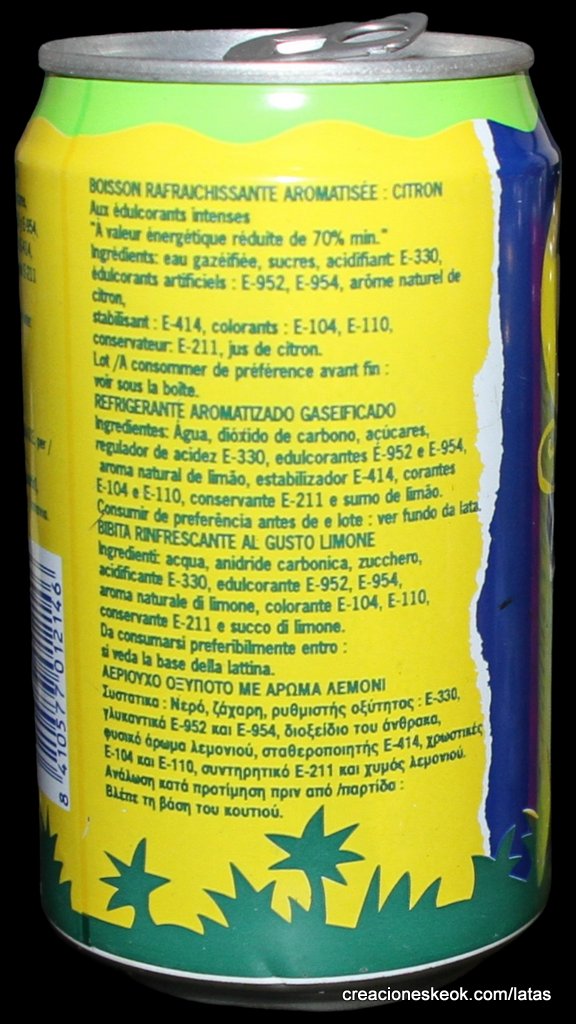 BOISSON RAFRAICHISSANTE AROMATISÉE : CITRON
Aux édulcorants intenses
"À valeur énergétique réduite de 70% min."
Ingrédients: eau gazéifiée, sucres, acidifiant: E-330,
édulcorants artificiels : E-952, E-954, arôme naturel de
citron,
stabilisant : E-414, colorants : E-104, E-110,
conservateur: E-211, jus de citron.
Lot /A consommer de préférence avant fin :
voir sous la boîte.
REFRIGERANTE AROMATIZADO GASEIFICADO
Ingredientes: Água, dióxido de carbono, açúcares,
regulador de acidez E-330, edulcorantes E-952 e E-954,
aroma natural de limão, estabilizador E-414, corantes
E-104 e E-110, conservante E-211 e sumo de limão.
Consumir de preferência antes de e lote : ver fundo da lata.
BIBITA RINFRESCANTE AL GUSTO LIMONE
Ingredienti: acqua, anidride carbonica, zucchero,
acidificante E-330, edulcorante E-952, E-954,
aroma naturale di limone, colorante E-104, E-110,
conservante E-211 e succo di limone.
Da consumarsi preferibilmente entro :
si veda la base della lattina.
ΑΕΡΙΟΥΧΟ ΟΞΥΠΟΤΟ ΜΕ ΑΡΩΜΑ ΛΕΜΟΝΙ
Συστατικα : Νερό, ζάχαρη, ρυθμιστής οξύτητος : E-330,
γλυκαντικά E-952 και E-954, διοξείδιο του άνθρακα,
φυσικό άρωμα λεμονιού, σταθεροποιητής E-414, χρωστικές
E-104 και E-110, συντηρητικό E-211 και χυμός λεμονιού.
Ανάλωση κατά προτίμηση πριν από /παρτίδα :
Βλέπε τη βάση του κουτιού.
8 410577 012146
creacioneskeok.com/latas